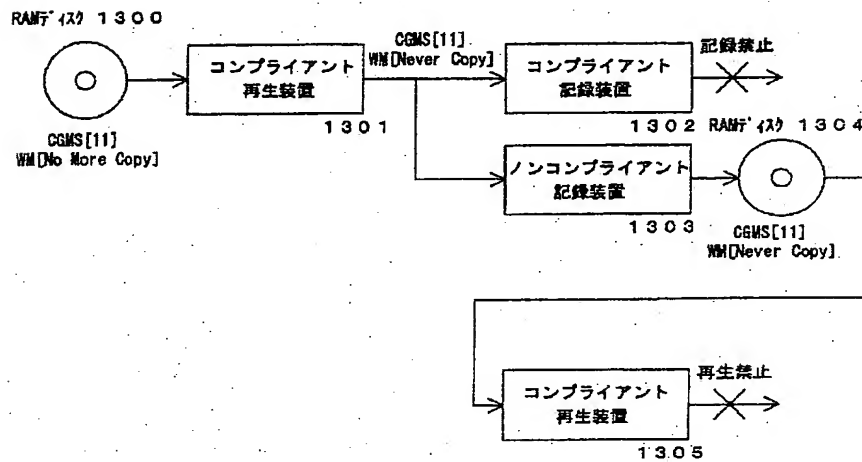 RAMディスク 1300
コンプライアント
再生装置
1301
CGMS[11]
WM[No More Copy]
CGMS[11]
WM[Never Copy]
コンプライアント
記録装置
1302
記録禁止
ノンコンプライアント
記録装置
1303
RAMディスク 1304
CGMS[11]
WM[Never Copy]
コンプライアント
再生装置
1305
再生禁止